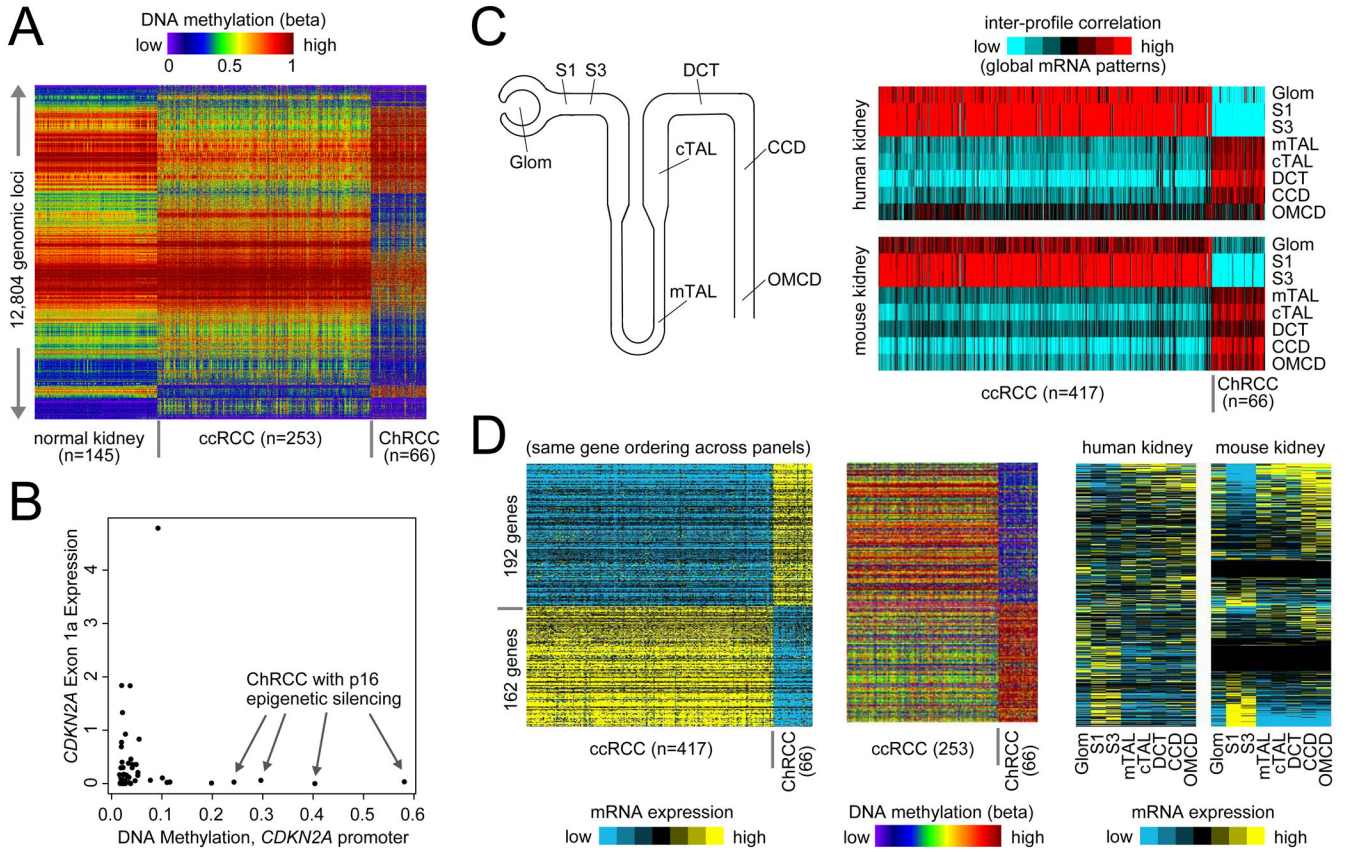 A
DNA methylation (beta)
low high
0 0.5 1
12,804 genomic loci
normal kidney
(n=145)
ccRCC (n=253)
ChRCC
(n=66)
B
CDKN2A Exon 1a Expression
4
3
2
1
0
ChRCC with p16
epigenetic silencing
0.0 0.1 0.2 0.3 0.4 0.5 0.6
DNA Methylation, CDKN2A promoter
C
S1 S3 DCT
Glom
cTAL
CCD
mTAL
OMCD
inter-profile correlation
low high
(global mRNA patterns)
human kidney
Glom
S1
S3
mTAL
cTAL
DCT
CCD
OMCD
mouse kidney
Glom
S1
S3
mTAL
cTAL
DCT
CCD
OMCD
ccRCC (n=417)
ChRCC
(n=66)
D
(same gene ordering across panels)
192 genes
162 genes
ccRCC (n=417)
ChRCC
(66)
mRNA expression
low high
ccRCC (253)
ChRCC
(66)
DNA methylation (beta)
low high
human kidney mouse kidney
Glom S1 S3 mTAL cTAL DCT CCD OMCD
Glom S1 S3 mTAL cTAL DCT CCD OMCD
mRNA expression
low high